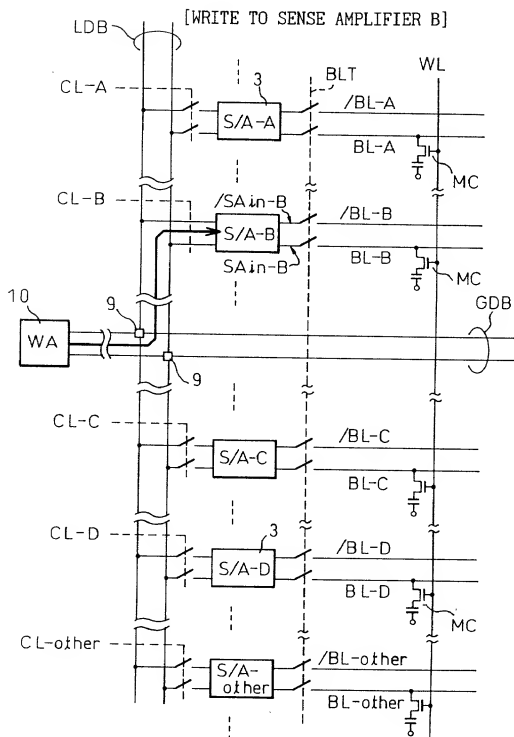 [WRITE TO SENSE AMPLIFIER B]
LDB
BLT
WL
CL-A
3
S/A-A
/BL-A
BL-A
MC
CL-B
/SAin-B
S/A-B
/BL-B
SAin-B
BL-B
MC
10
9
GDB
WA
9
CL-C
S/A-C
/BL-C
BL-C
CL-D
3
S/A-D
/BL-D
BL-D
MC
CL-other
S/A-
other
/BL-other
BL-other